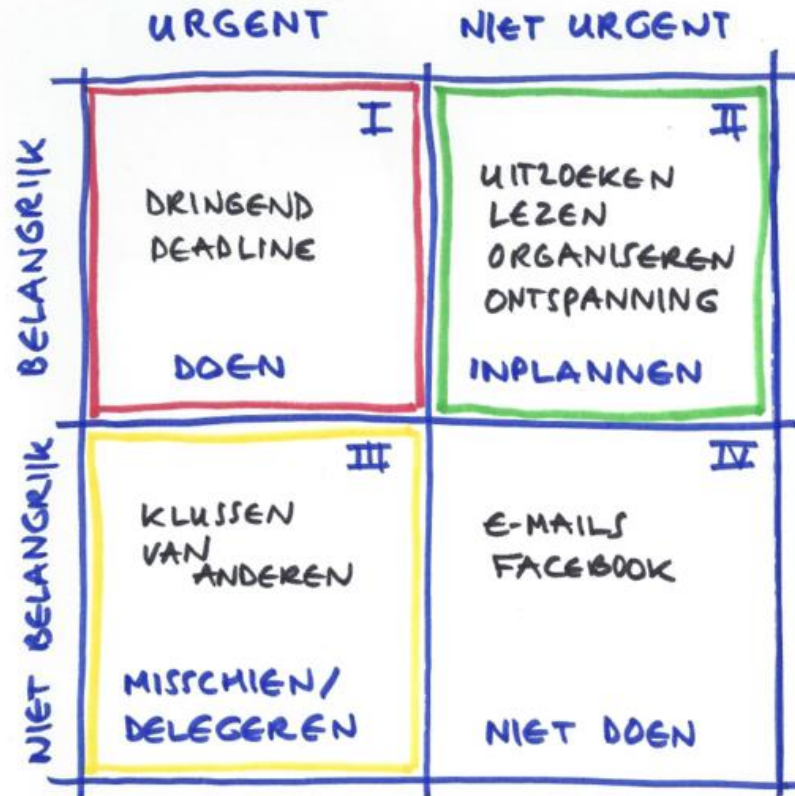 URGENT
NIET URGENT
BELANGRIJK
I
DRINGEND
DEADLINE
DOEN
II
UITZOEKEN
LEZEN
ORGANISEREN
ONTSPANNING
INPLANNEN
NIET BELANGRIJK
III
KLUSSEN
VAN
ANDEREN
MISSCHIEN/
DELEGEREN
IV
E-MAILS
FACEBOOK
NIET DOEN